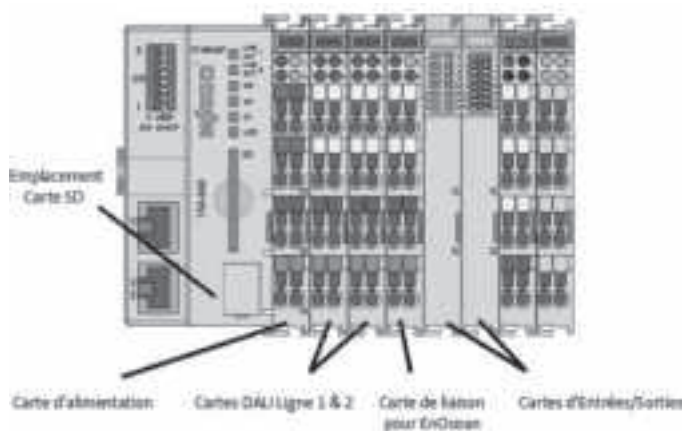 Emplacement
Carte SD
Carte d'alimentation
Cartes DALI Ligne 1 & 2
Carte de liaison
pour EnOcean
Cartes d'Entrées/Sorties